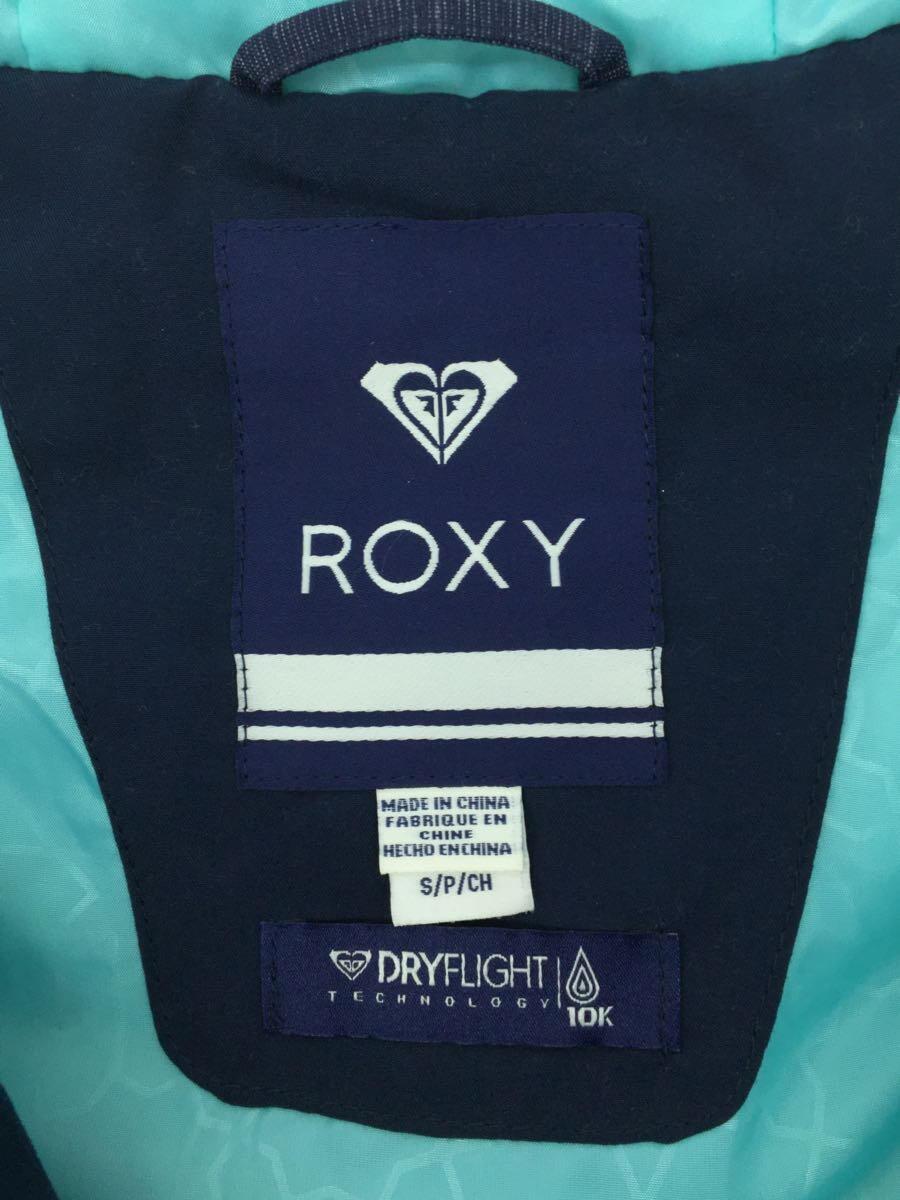 ROXY
MADE IN CHINA
FABRIQUE EN
CHINE
HECHO EN CHINA
S/P/CH
DRYFLIGHT
TECHNOLOGY
10K